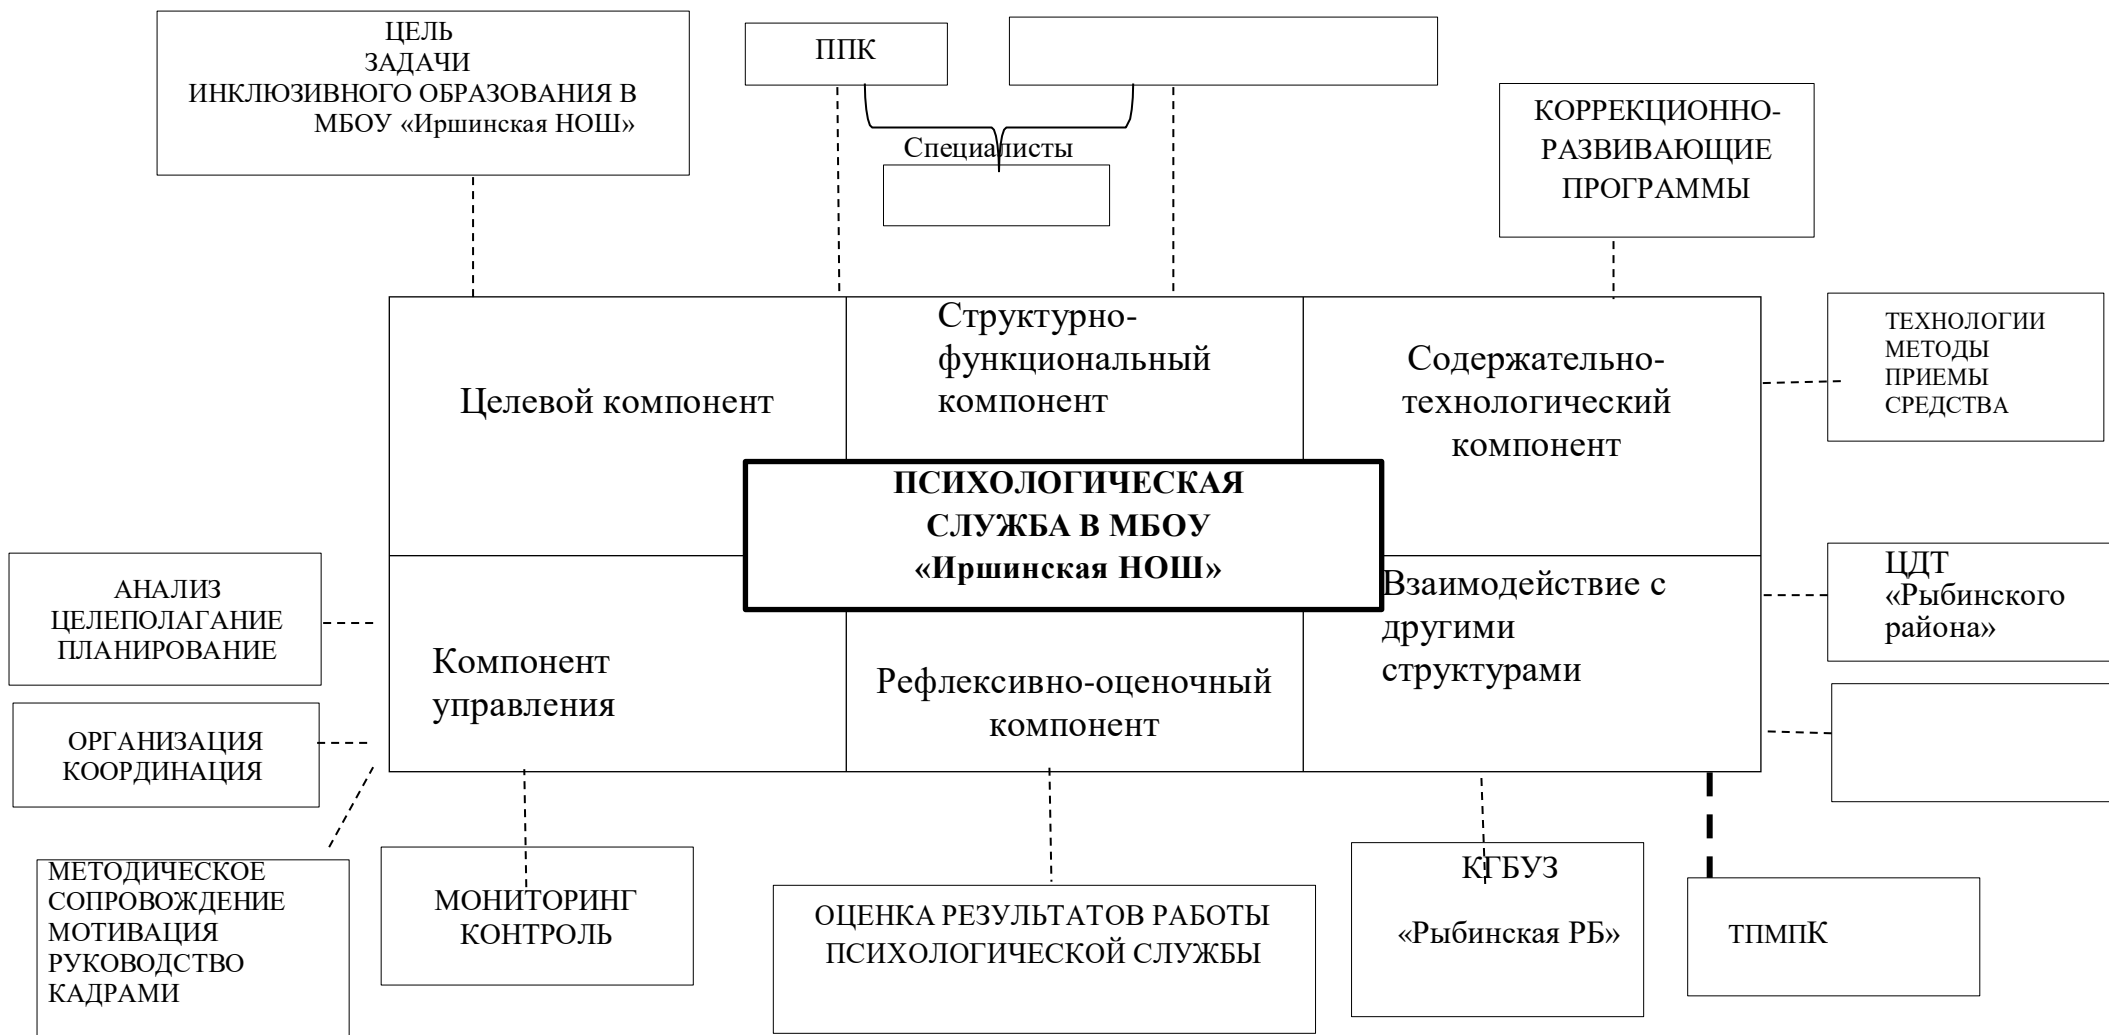 ЦЕЛЬ
ЗАДАЧИ
ИНКЛЮЗИВНОГО ОБРАЗОВАНИЯ В
МБОУ «Иршинская НОШ»
ППК
Специалисты
КОРРЕКЦИОННО-
РАЗВИВАЮЩИЕ
ПРОГРАММЫ
Целевой компонент
Структурно-
функциональный
компонент
Содержательно-
технологический
компонент
ТЕХНОЛОГИИ
МЕТОДЫ
ПРИЕМЫ
СРЕДСТВА
ПСИХОЛОГИЧЕСКАЯ
СЛУЖБА В МБОУ
«Иршинская НОШ»
АНАЛИЗ
ЦЕЛЕПОЛАГАНИЕ
ПЛАНИРОВАНИЕ
Компонент
управления
Рефлексивно-оценочный
компонент
Взаимодействие с
другими
структурами
ЦДТ
«Рыбинского
района»
ОРГАНИЗАЦИЯ
КООРДИНАЦИЯ
МЕТОДИЧЕСКОЕ
СОПРОВОЖДЕНИЕ
МОТИВАЦИЯ
РУКОВОДСТВО
КАДРАМИ
МОНИТОРИНГ
КОНТРОЛЬ
ОЦЕНКА РЕЗУЛЬТАТОВ РАБОТЫ
ПСИХОЛОГИЧЕСКОЙ СЛУЖБЫ
КГБУЗ
«Рыбинская РБ»
ТПМПК